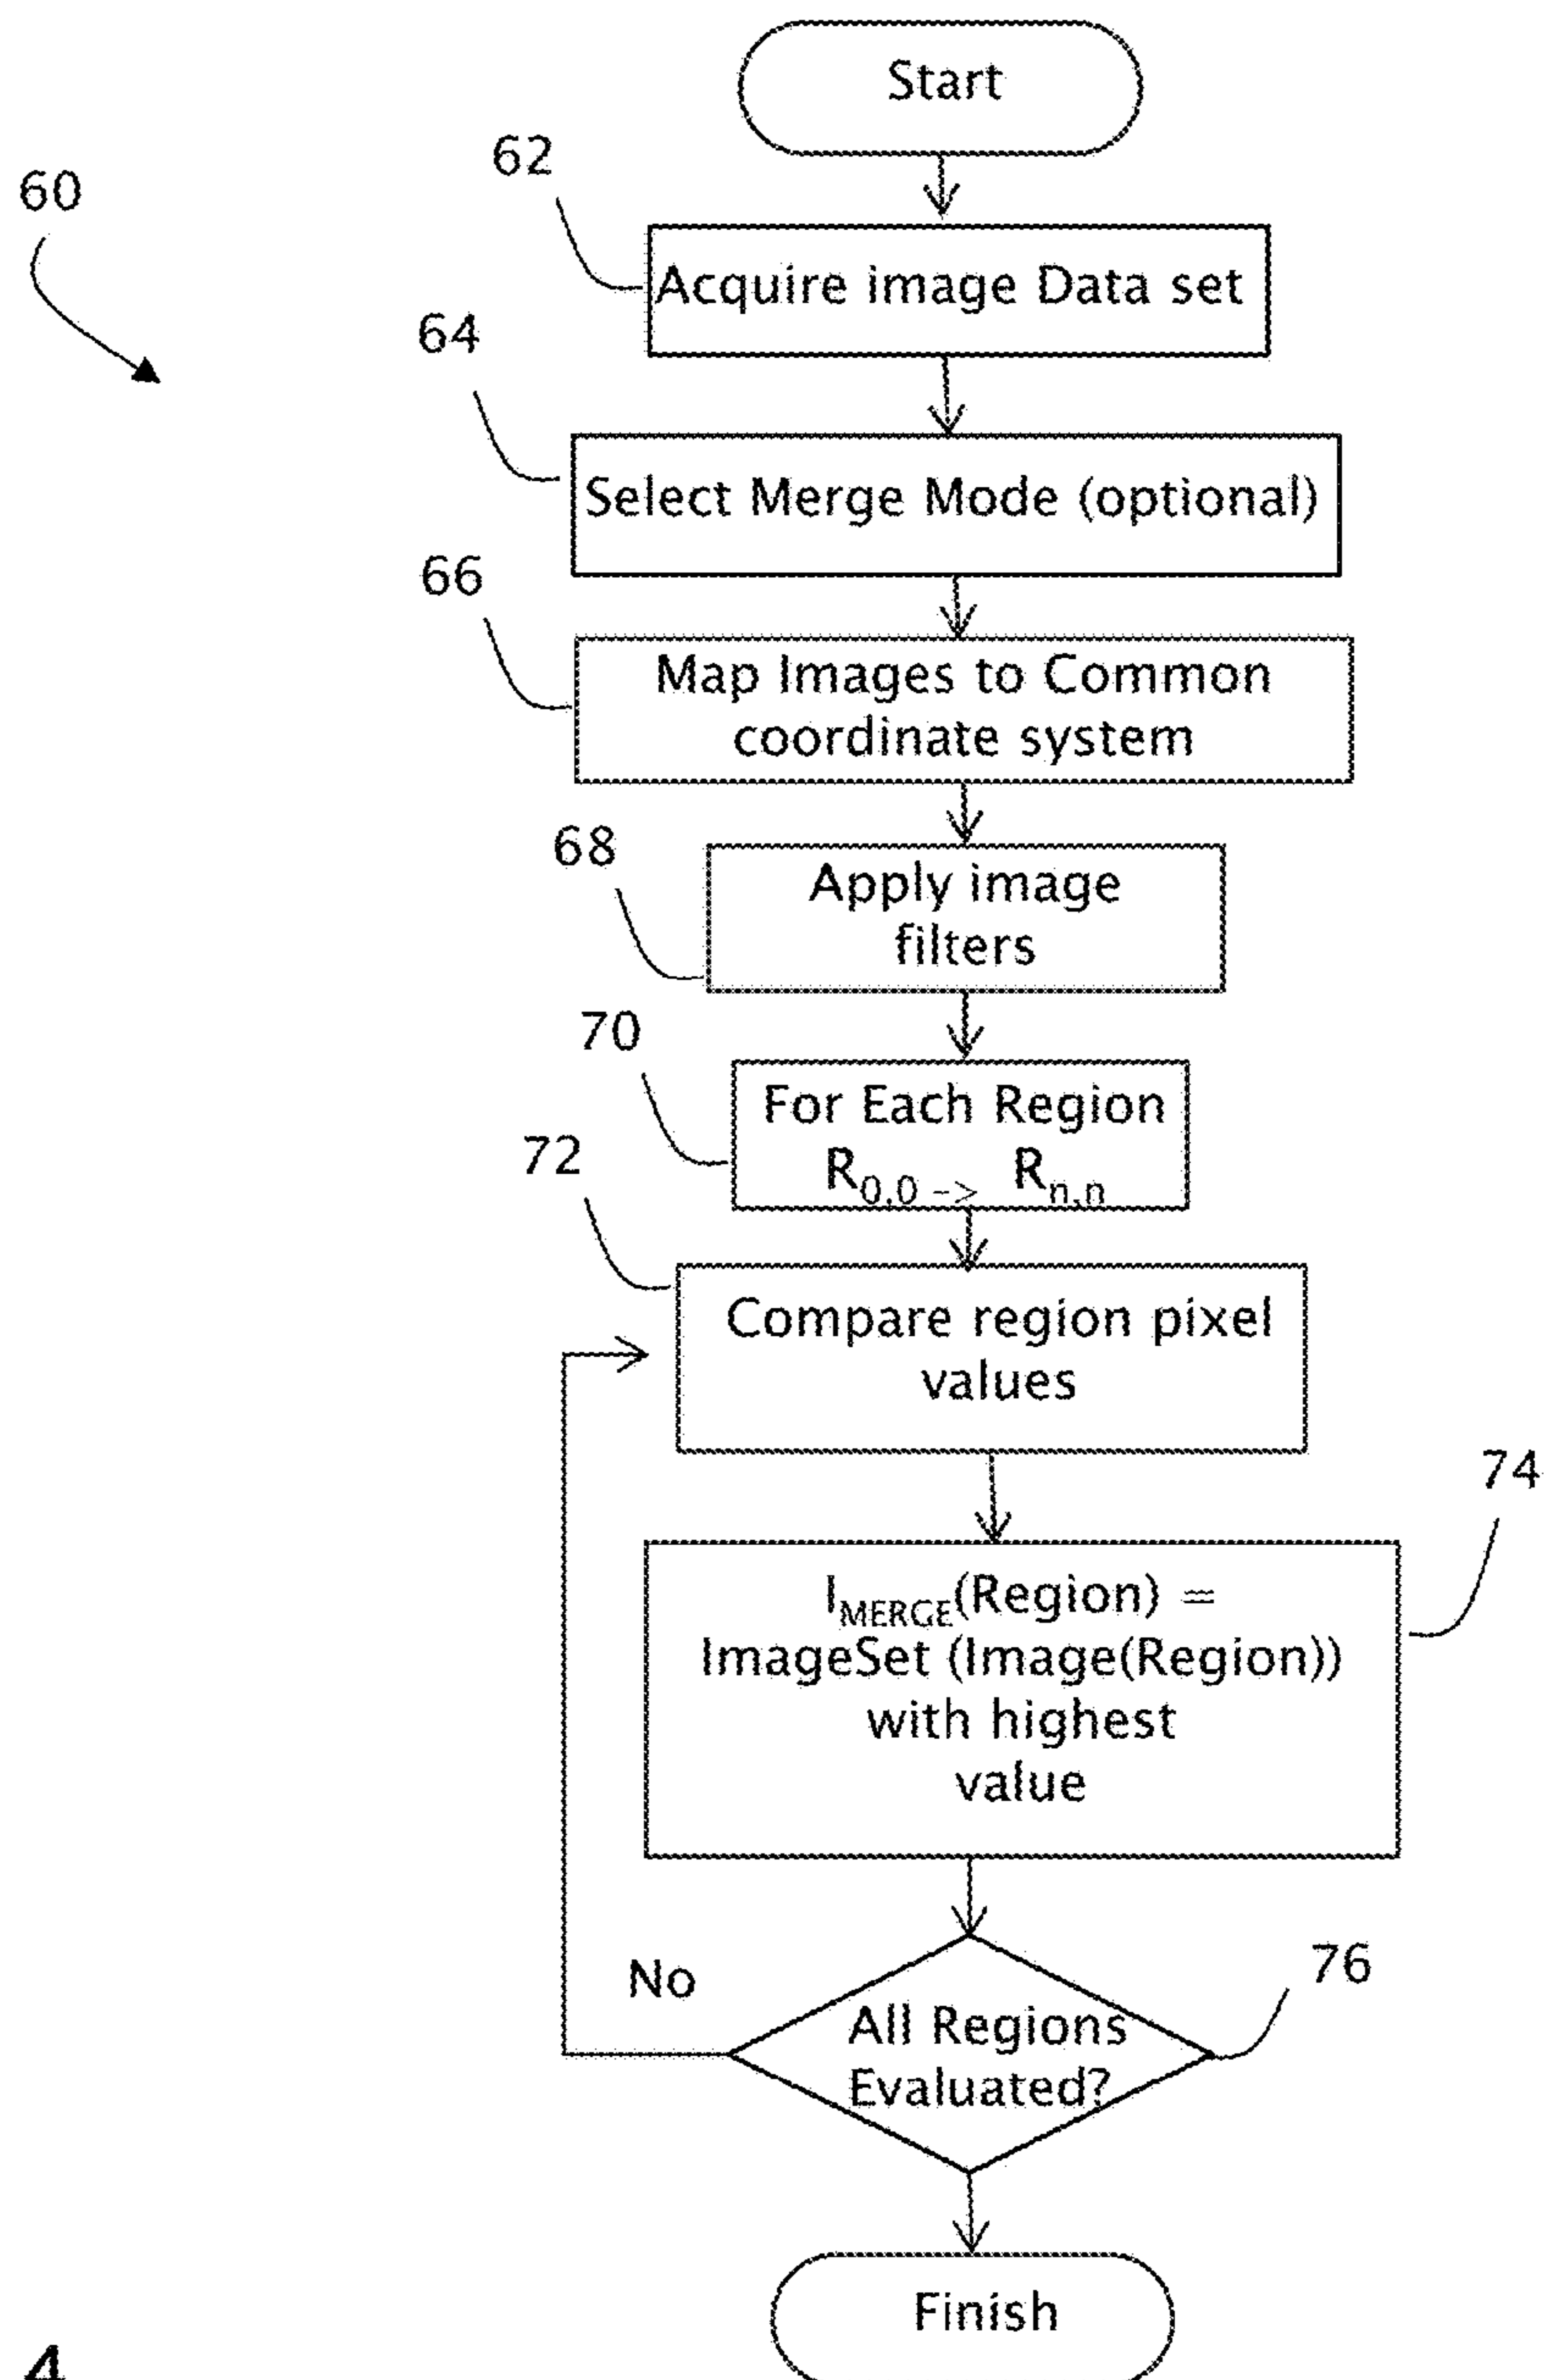 Start
60
62
Acquire image Data set
64
Select Merge Mode (optional)
66
Map Images to Common
coordinate system
68
Apply image
filters
70
For Each Region
R0,0 -> Rn,n
72
Compare region pixel
values
74
IMERGE(Region) =
ImageSet (Image(Region))
with highest
value
76
No
All Regions
Evaluated?
Finish
4